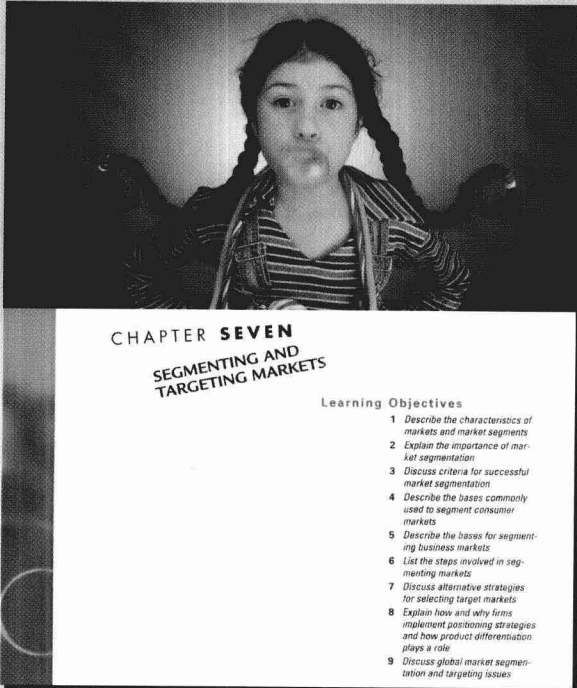 CHAPTER SEVEN
SEGMENTING AND
TARGETING MARKETS
Learning Objectives
1 Describe the characteristics of
markets and market segments
2 Explain the importance of mar-
ket segmentation
3 Discuss criteria for successful
market segmentation
4 Describe the bases commonly
used to segment consumer
markets
5 Describe the bases for segment-
ing business markets
6 List the steps involved in seg-
menting markets
7 Discuss alternative strategies
for selecting target markets
8 Explain how and why firms
implement positioning strategies
and how product differentiation
plays a role
9 Discuss global market segmen-
tation and targeting issues